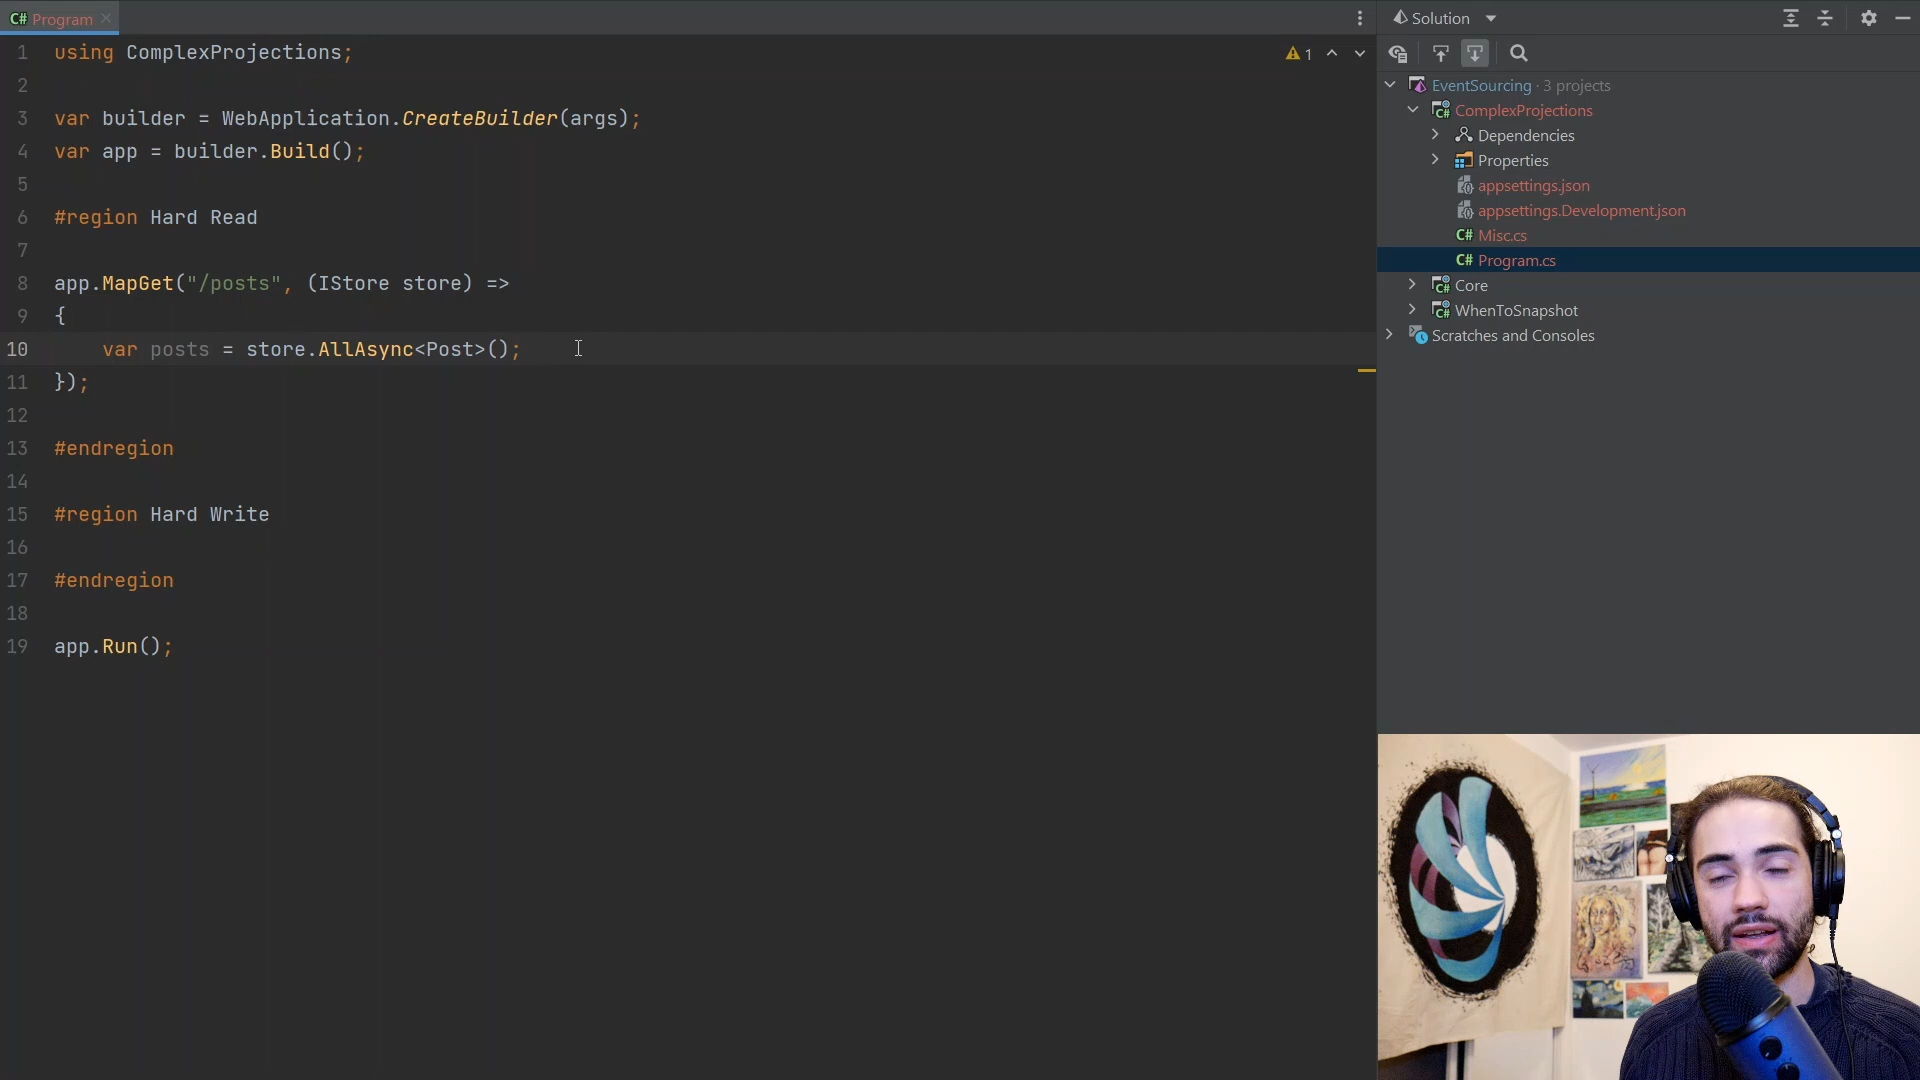 C# Program
Solution
1 using ComplexProjections;
1
2
3 var builder = WebApplication.CreateBuilder(args);
4 var app = builder.Build();
5
6 #region Hard Read
7
8 app.MapGet("/posts", (IStore store) =>
9 {
10 var posts = store.AllAsync<Post>();
11 });
12
13 #endregion
14
15 #region Hard Write
16
17 #endregion
18
19 app.Run();
EventSourcing · 3 projects
ComplexProjections
Dependencies
Properties
appsettings.json
appsettings.Development.json
C# Misc.cs
C# Program.cs
C# Core
C# WhenToSnapshot
Scratches and Consoles